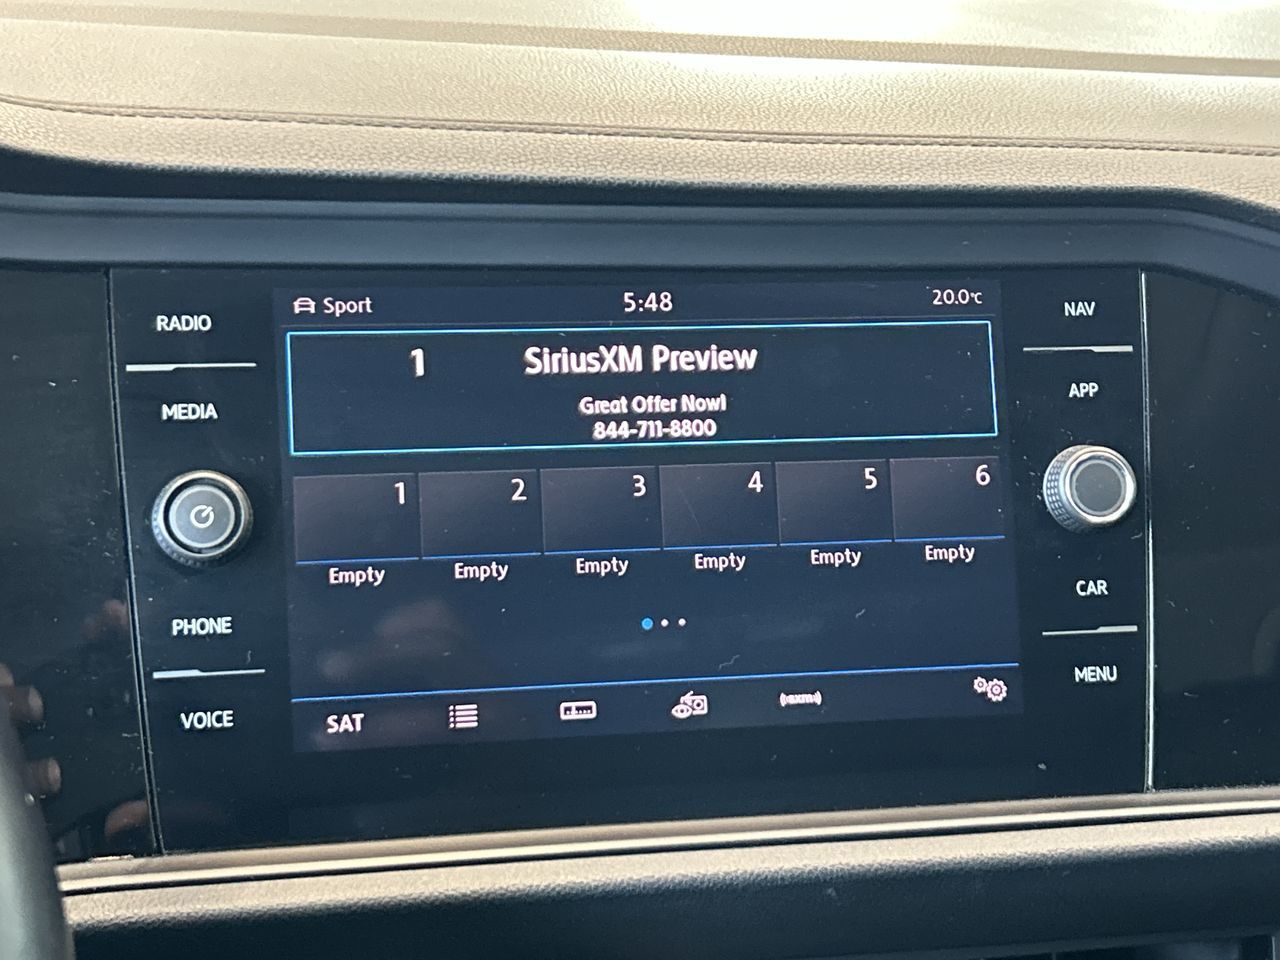 RADIO
MEDIA
PHONE
VOICE
Sport
5:48
20.0°C
1 SiriusXM Preview
Great Offer Now!
844-711-8800
1 2 3 4 5 6
Empty Empty Empty Empty Empty Empty
SAT
((sxm))
NAV
APP
CAR
MENU